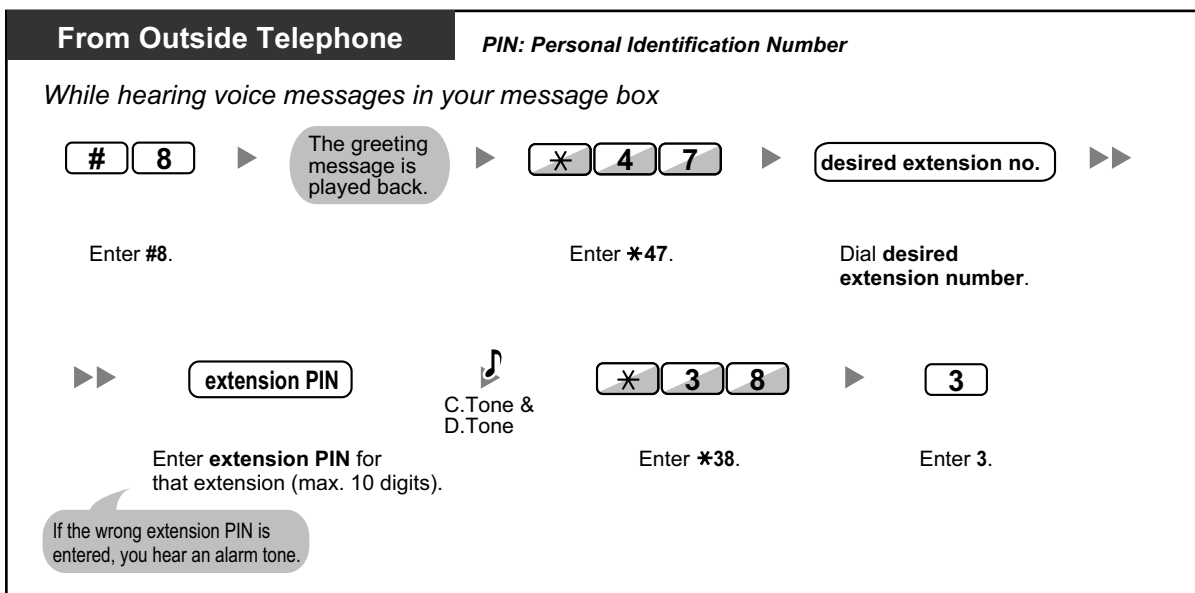 From Outside Telephone
PIN: Personal Identification Number
While hearing voice messages in your message box
# 8
The greeting
message is
played back.
* 4 7
desired extension no.
Enter #8.
Enter *47.
Dial desired
extension number.
extension PIN
C.Tone &
D.Tone
* 3 8
3
Enter extension PIN for
that extension (max. 10 digits).
Enter *38.
Enter 3.
If the wrong extension PIN is
entered, you hear an alarm tone.